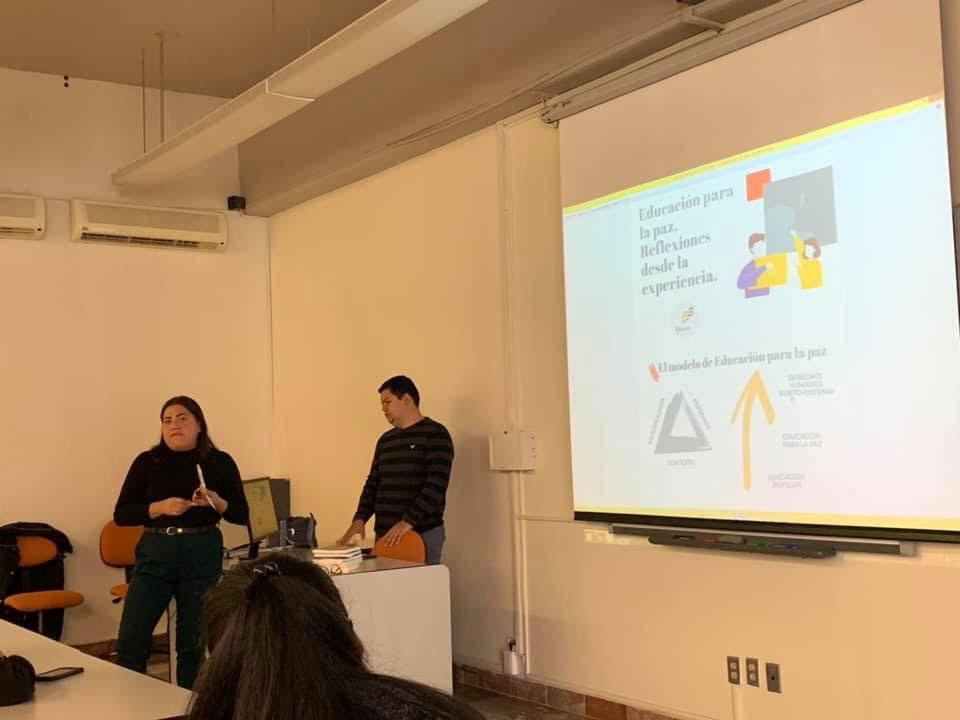 Educación para
la paz.
Reflexiones
desde la
experiencia.
El modelo de Educación para la paz
DERECHOS
HUMANOS
CONTEXTO
EDUCACIÓN
PARA LA PAZ
EDUCACIÓN
POPULAR